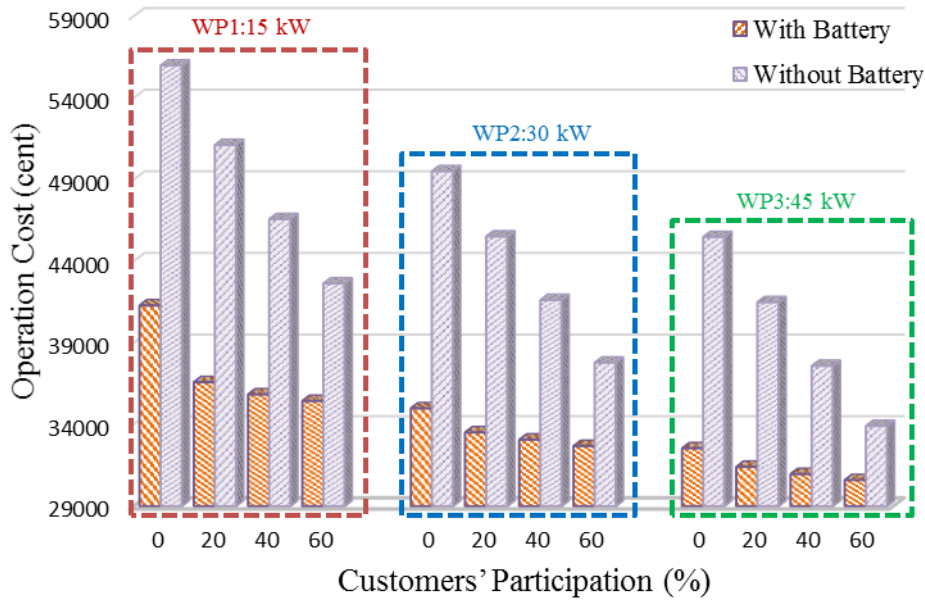 59000
54000
49000
44000
39000
34000
29000
Operation Cost (cent)
WP1:15 kW
WP2:30 kW
WP3:45 kW
With Battery
Without Battery
0 20 40 60 0 20 40 60 0 20 40 60
Customers' Participation (%)